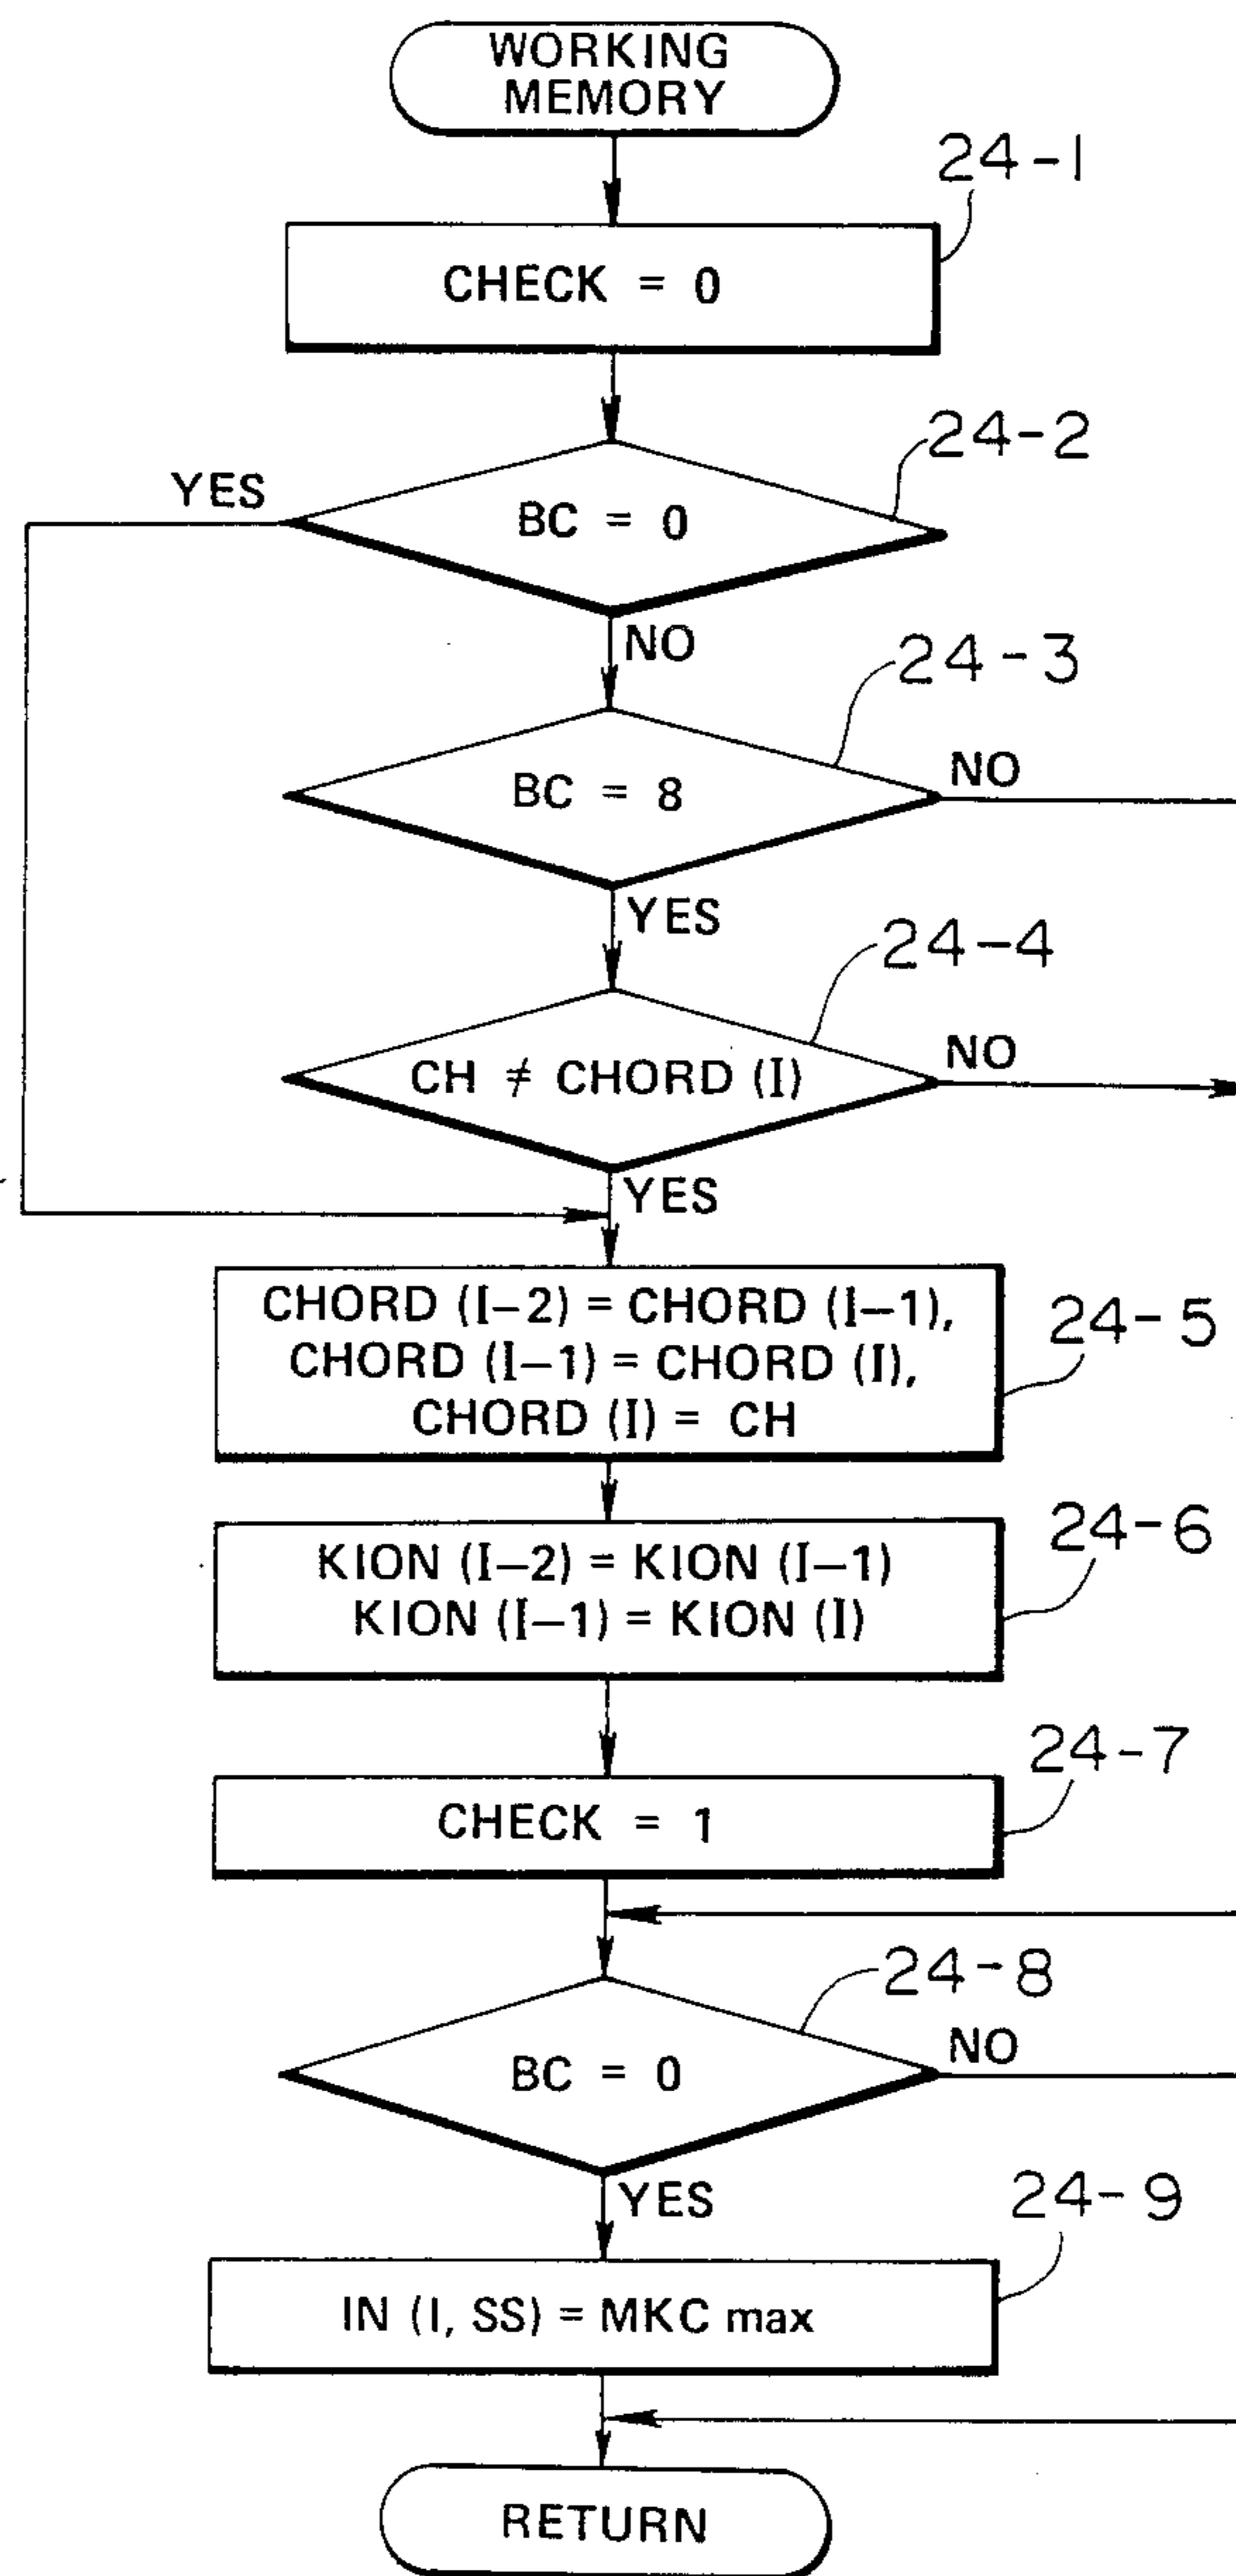 WORKING
MEMORY
24-1
CHECK = 0
24-2
YES
BC = 0
NO
24-3
NO
BC = 8
YES
24-4
NO
CH ≠ CHORD (I)
YES
CHORD (I-2) = CHORD (I-1),
CHORD (I-1) = CHORD (I),
CHORD (I) = CH
24-5
24-6
KION (I-2) = KION (I-1)
KION (I-1) = KION (I)
24-7
CHECK = 1
24-8
NO
BC = 0
YES
24-9
IN (I, SS) = MKC max
RETURN